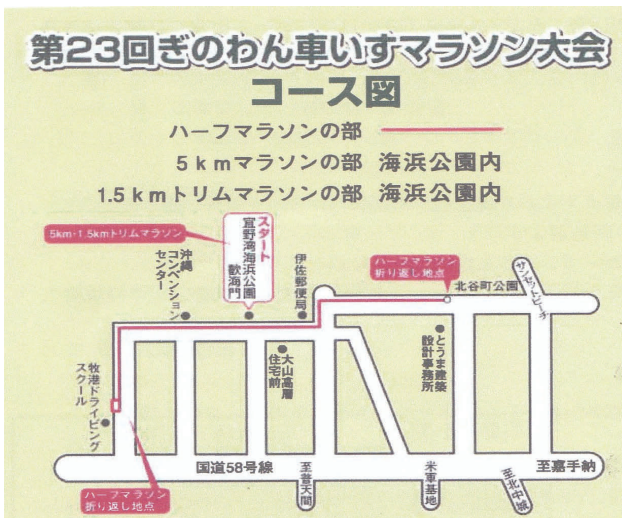 第23回ぎのわん車いすマラソン大会
コース図
ハーフマラソンの部
5kmマラソンの部 海浜公園内
1.5kmトリムマラソンの部 海浜公園内
5km・1.5kmトリムマラソン
スタート
宜野湾海浜公園
歓海門
沖縄
コンベンション
センター
伊佐郵便局
ハーフマラソン
折り返し地点
北谷町公園
サンセットビーチ
とうま建築
設計事務所
大山高層
住宅前
牧港ドライビング
スクール
国道58号線
至普天間
米軍基地
至北中城
至嘉手納
ハーフマラソン
折り返し地点